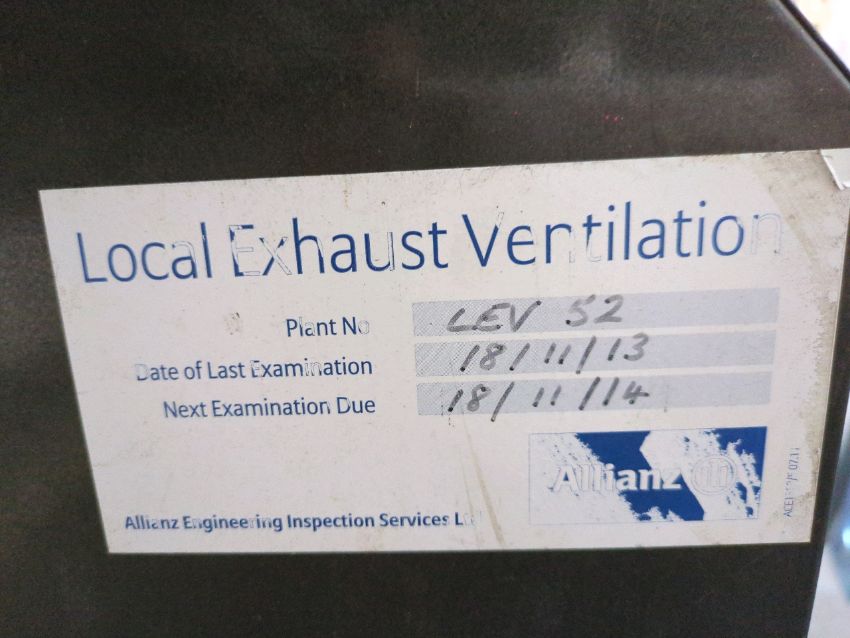 Local Exhaust Ventilation
Plant No LEV 52
Date of Last Examination 18/11/13
Next Examination Due 18/11/14
Allianz
Allianz Engineering Inspection Services Ltd